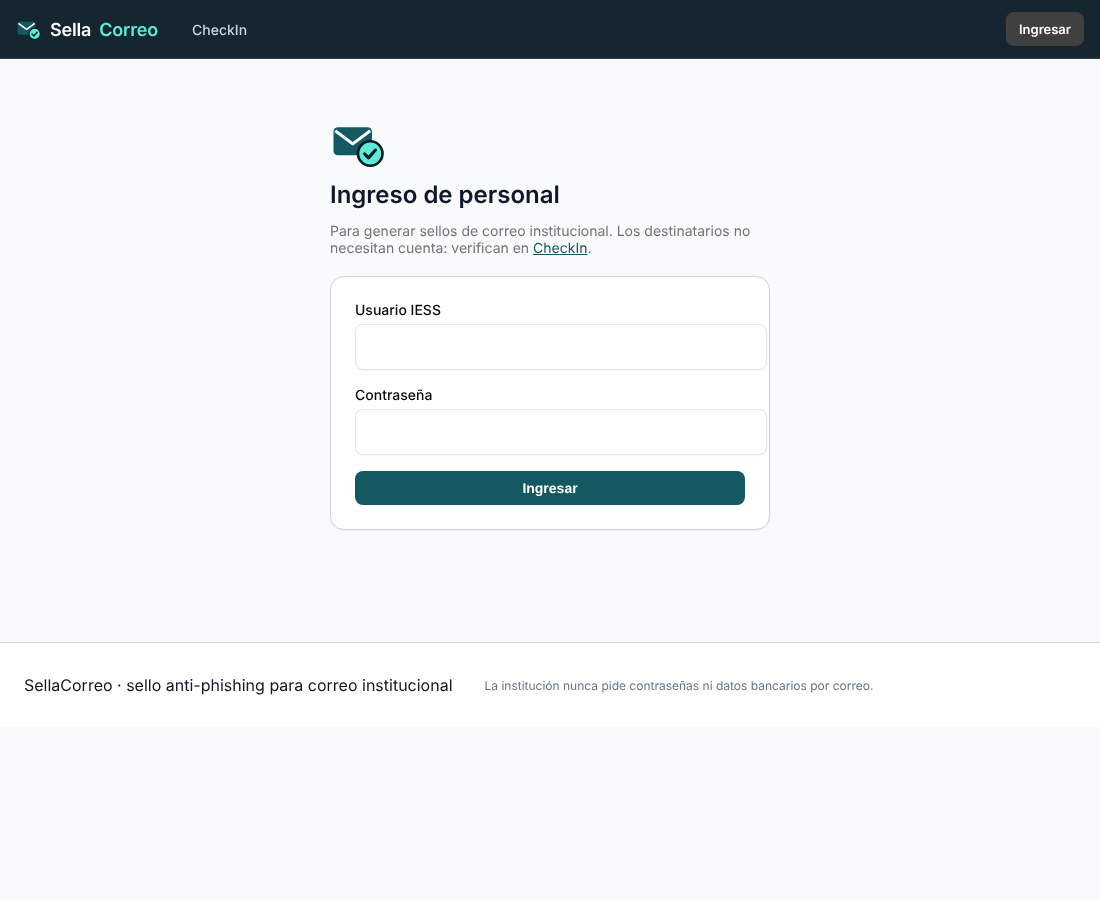 Sella Correo CheckIn Ingresar
Ingreso de personal
Para generar sellos de correo institucional. Los destinatarios no
necesitan cuenta: verifican en CheckIn.
Usuario IESS
Contraseña
Ingresar
SellaCorreo · sello anti-phishing para correo institucional La institución nunca pide contraseñas ni datos bancarios por correo.